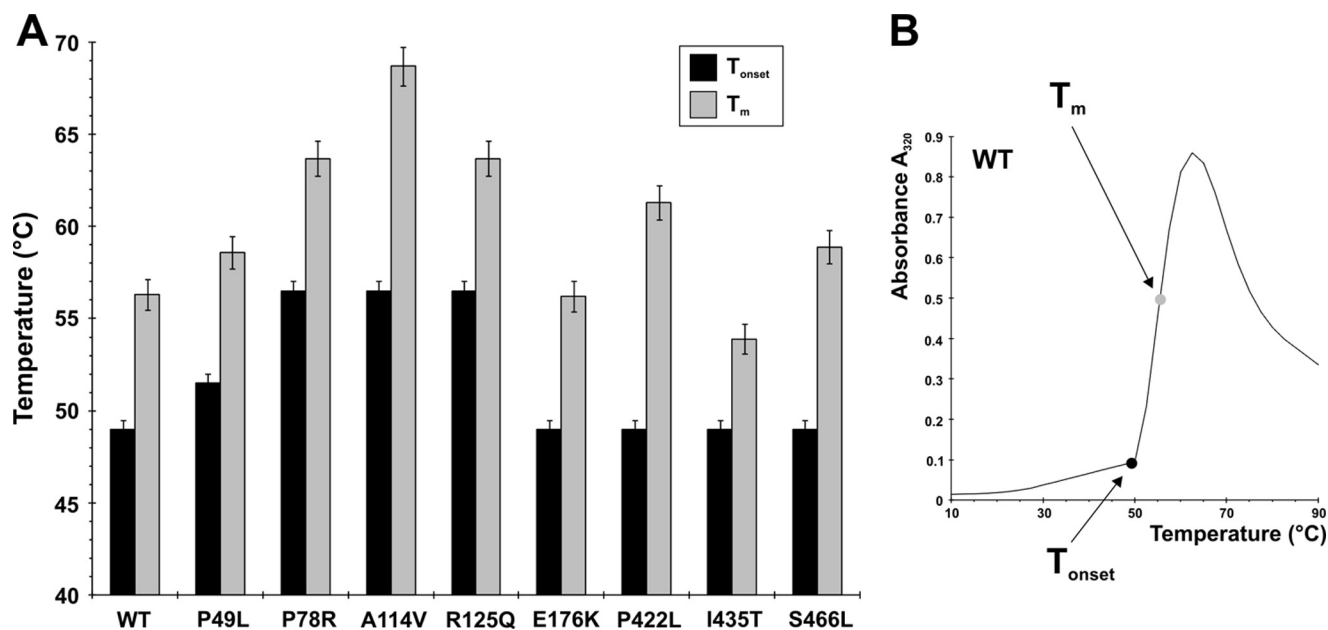 A
Temperature (°C)
70
65
60
55
50
45
40
Tonset
Tm
WT P49L P78R A114V R125Q E176K P422L I435T S466L
B
Tm
WT
Absorbance A320
0.9
0.8
0.7
0.6
0.5
0.4
0.3
0.2
0.1
0
10 30 50 70 90
Temperature (°C)
Tonset